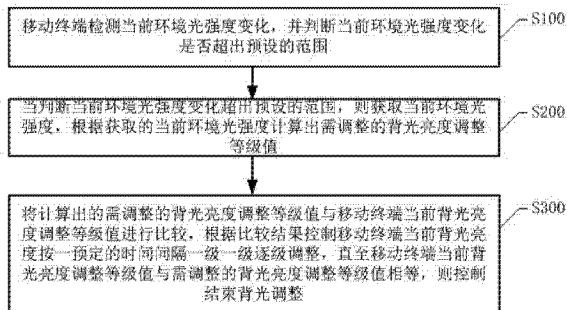 移动终端检测当前环境光强度变化，并判断当前环境光强度变化
是否超出预设的范围
S100
当判断当前环境光强度变化超出预设的范围，则获取当前环境光
强度，根据获取的当前环境光强度计算出需调整的背光亮度调整
等级值
S200
将计算出的需调整的背光亮度调整等级值与移动终端当前背光亮
度调整等级值进行比较，根据比较结果控制移动终端当前背光亮
度按一预定的时间间隔一级一级逐级调整，直至移动终端当前背
光亮度调整等级值与需调整的背光亮度调整等级值相等，则控制
结束背光调整
S300